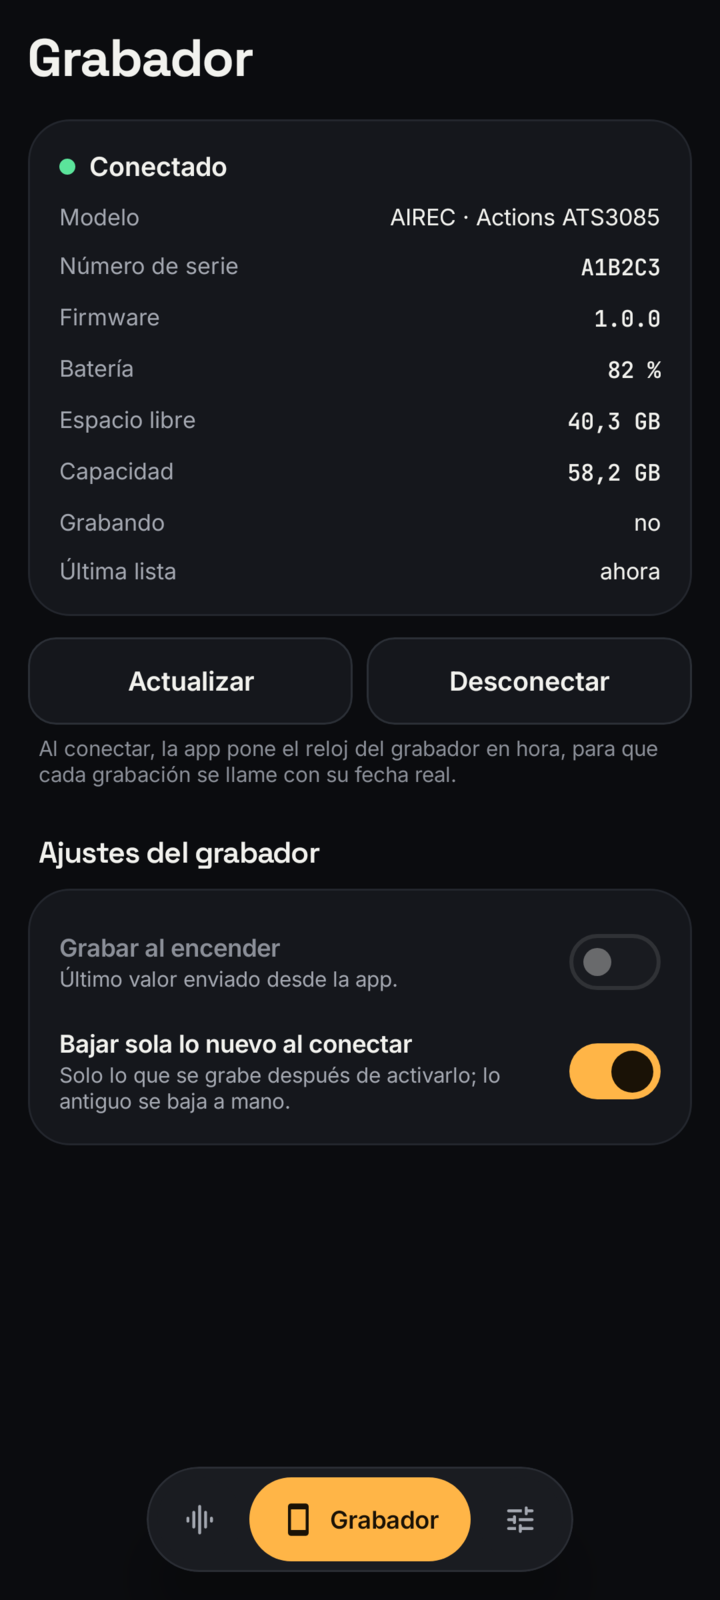 Grabador
Conectado
Modelo AIREC · Actions ATS3085
Número de serie A1B2C3
Firmware 1.0.0
Batería 82 %
Espacio libre 40,3 GB
Capacidad 58,2 GB
Grabando no
Última lista ahora
Actualizar Desconectar
Al conectar, la app pone el reloj del grabador en hora, para que
cada grabación se llame con su fecha real.
Ajustes del grabador
Grabar al encender
Último valor enviado desde la app.
Bajar sola lo nuevo al conectar
Solo lo que se grabe después de activarlo; lo
antiguo se baja a mano.
Grabador